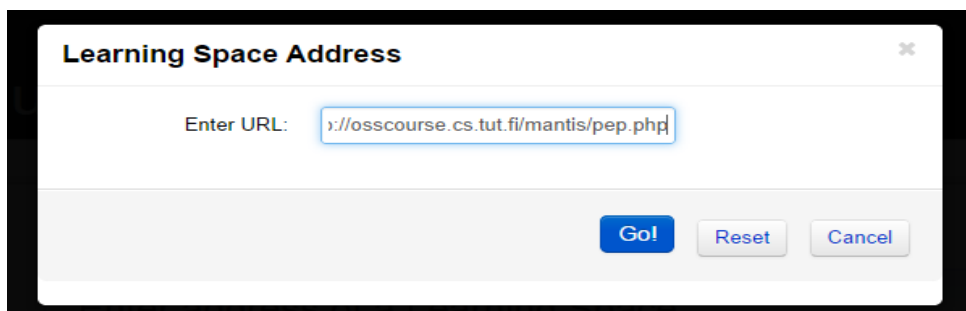 Learning Space Address
Enter URL: ://osscourse.cs.tut.fi/mantis/pep.php
Go! Reset Cancel